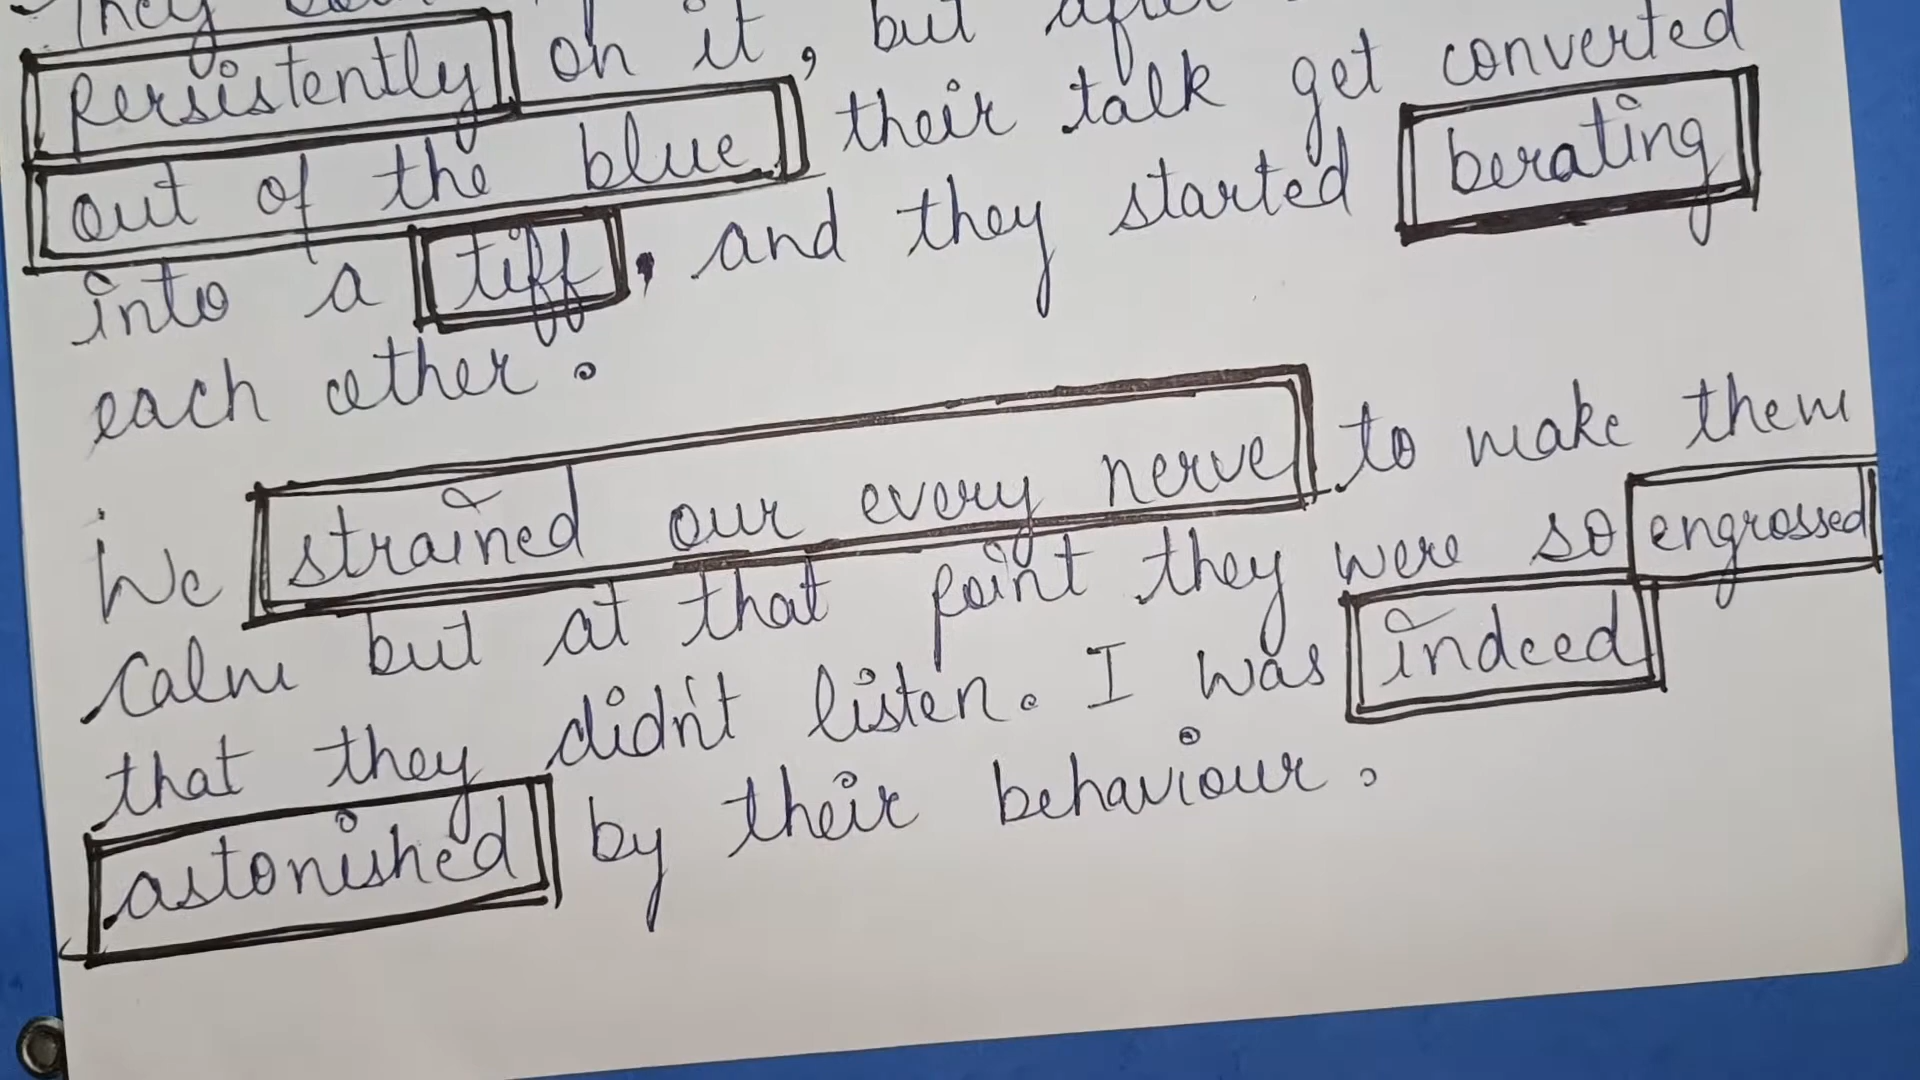 They
persistently on it, but after
out of the blue, their talk get converted
into a tiff, and they started berating
each other.
We strained our every nerve to make them
calm but at that point they were so engrossed
that they didn't listen. I was indeed
astonished by their behaviour.